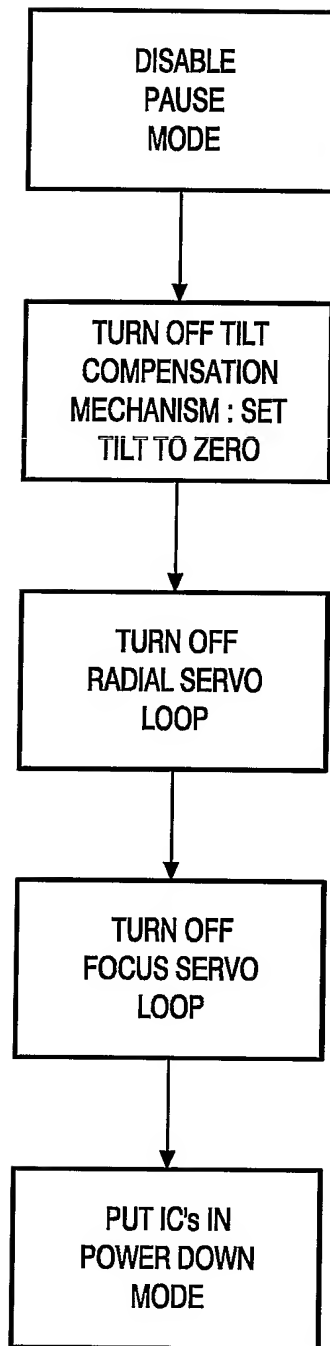 DISABLE
PAUSE
MODE
TURN OFF TILT
COMPENSATION
MECHANISM : SET
TILT TO ZERO
TURN OFF
RADIAL SERVO
LOOP
TURN OFF
FOCUS SERVO
LOOP
PUT IC's IN
POWER DOWN
MODE